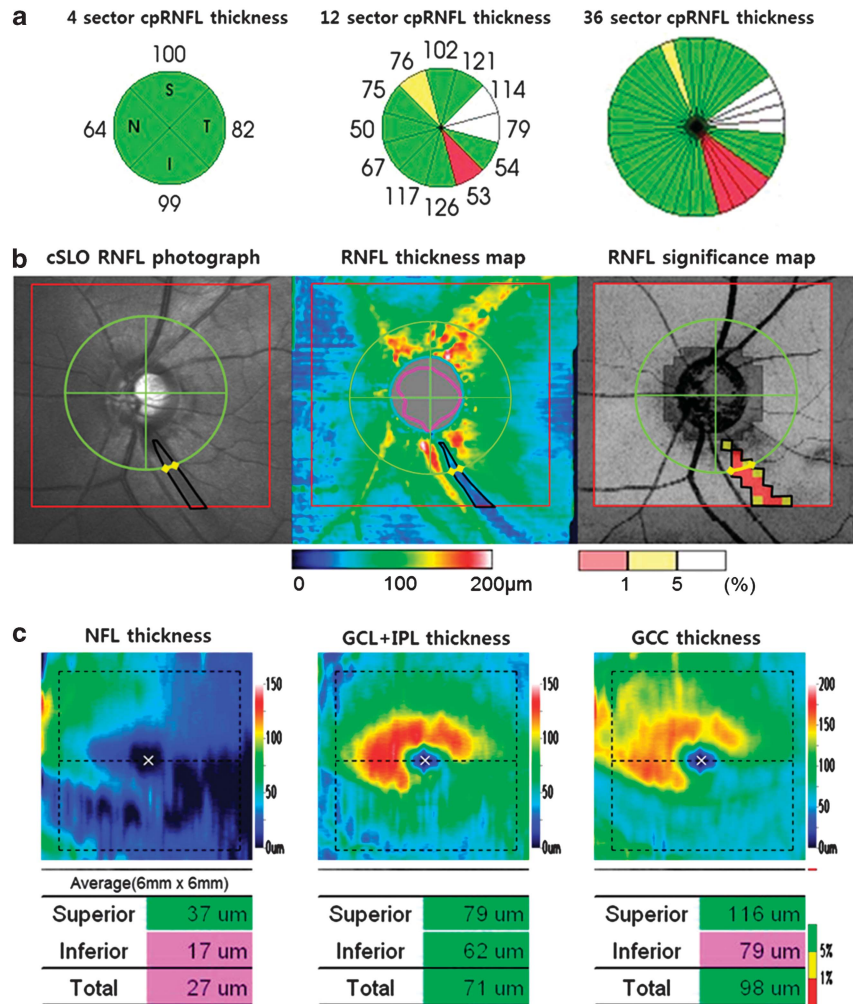 a
4 sector cpRNFL thickness 12 sector cpRNFL thickness 36 sector cpRNFL thickness
100
S
64 N T 82
I
99
102
76 121
75 114
50 79
67 54
117 53
126
b
cSLO RNFL photograph RNFL thickness map RNFL significance map
0 100 200μm
1 5 (%)
c
NFL thickness GCL+IPL thickness GCC thickness
150 150 200
150
100 100
100
50 50
50
0um 0um 0um
Average(6mm x 6mm)
Superior 37 um Superior 79 um Superior 116 um
Inferior 17 um Inferior 62 um Inferior 79 um
Total 27 um Total 71 um Total 98 um
5%
1%